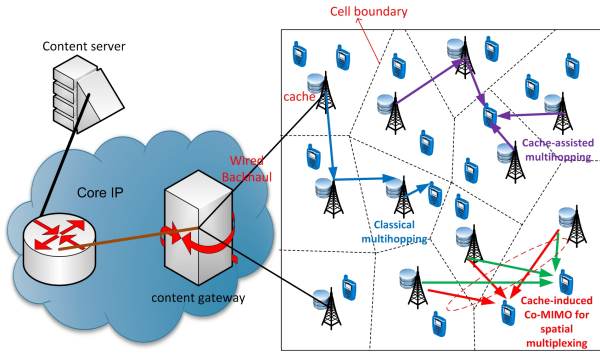 Content server
Cell boundary
cache
Wired
Backhaul
Core IP
content gateway
Cache-assisted
multihopping
Classical
multihopping
Cache-induced
Co-MIMO for
spatial
multiplexing